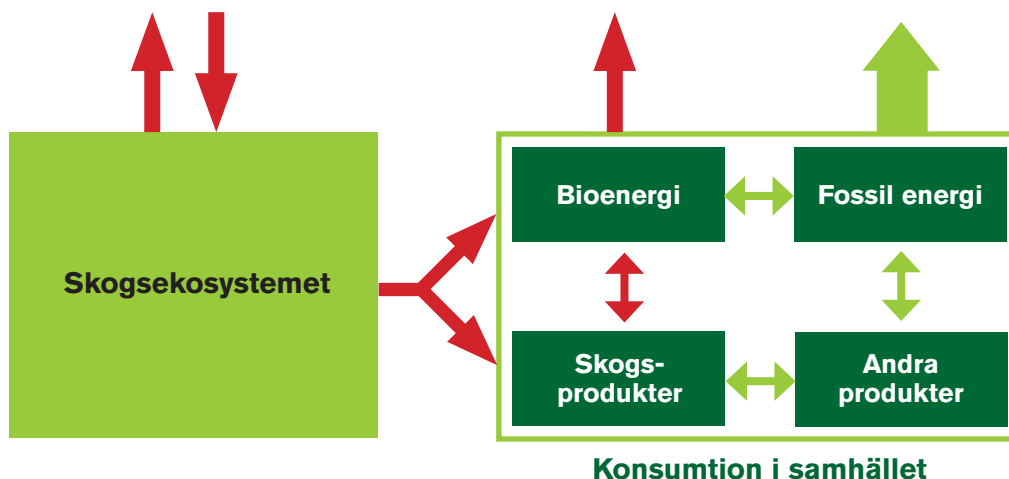 Skogsekosystemet
Bioenergi
Fossil energi
Skogs-
produkter
Andra
produkter
Konsumtion i samhället